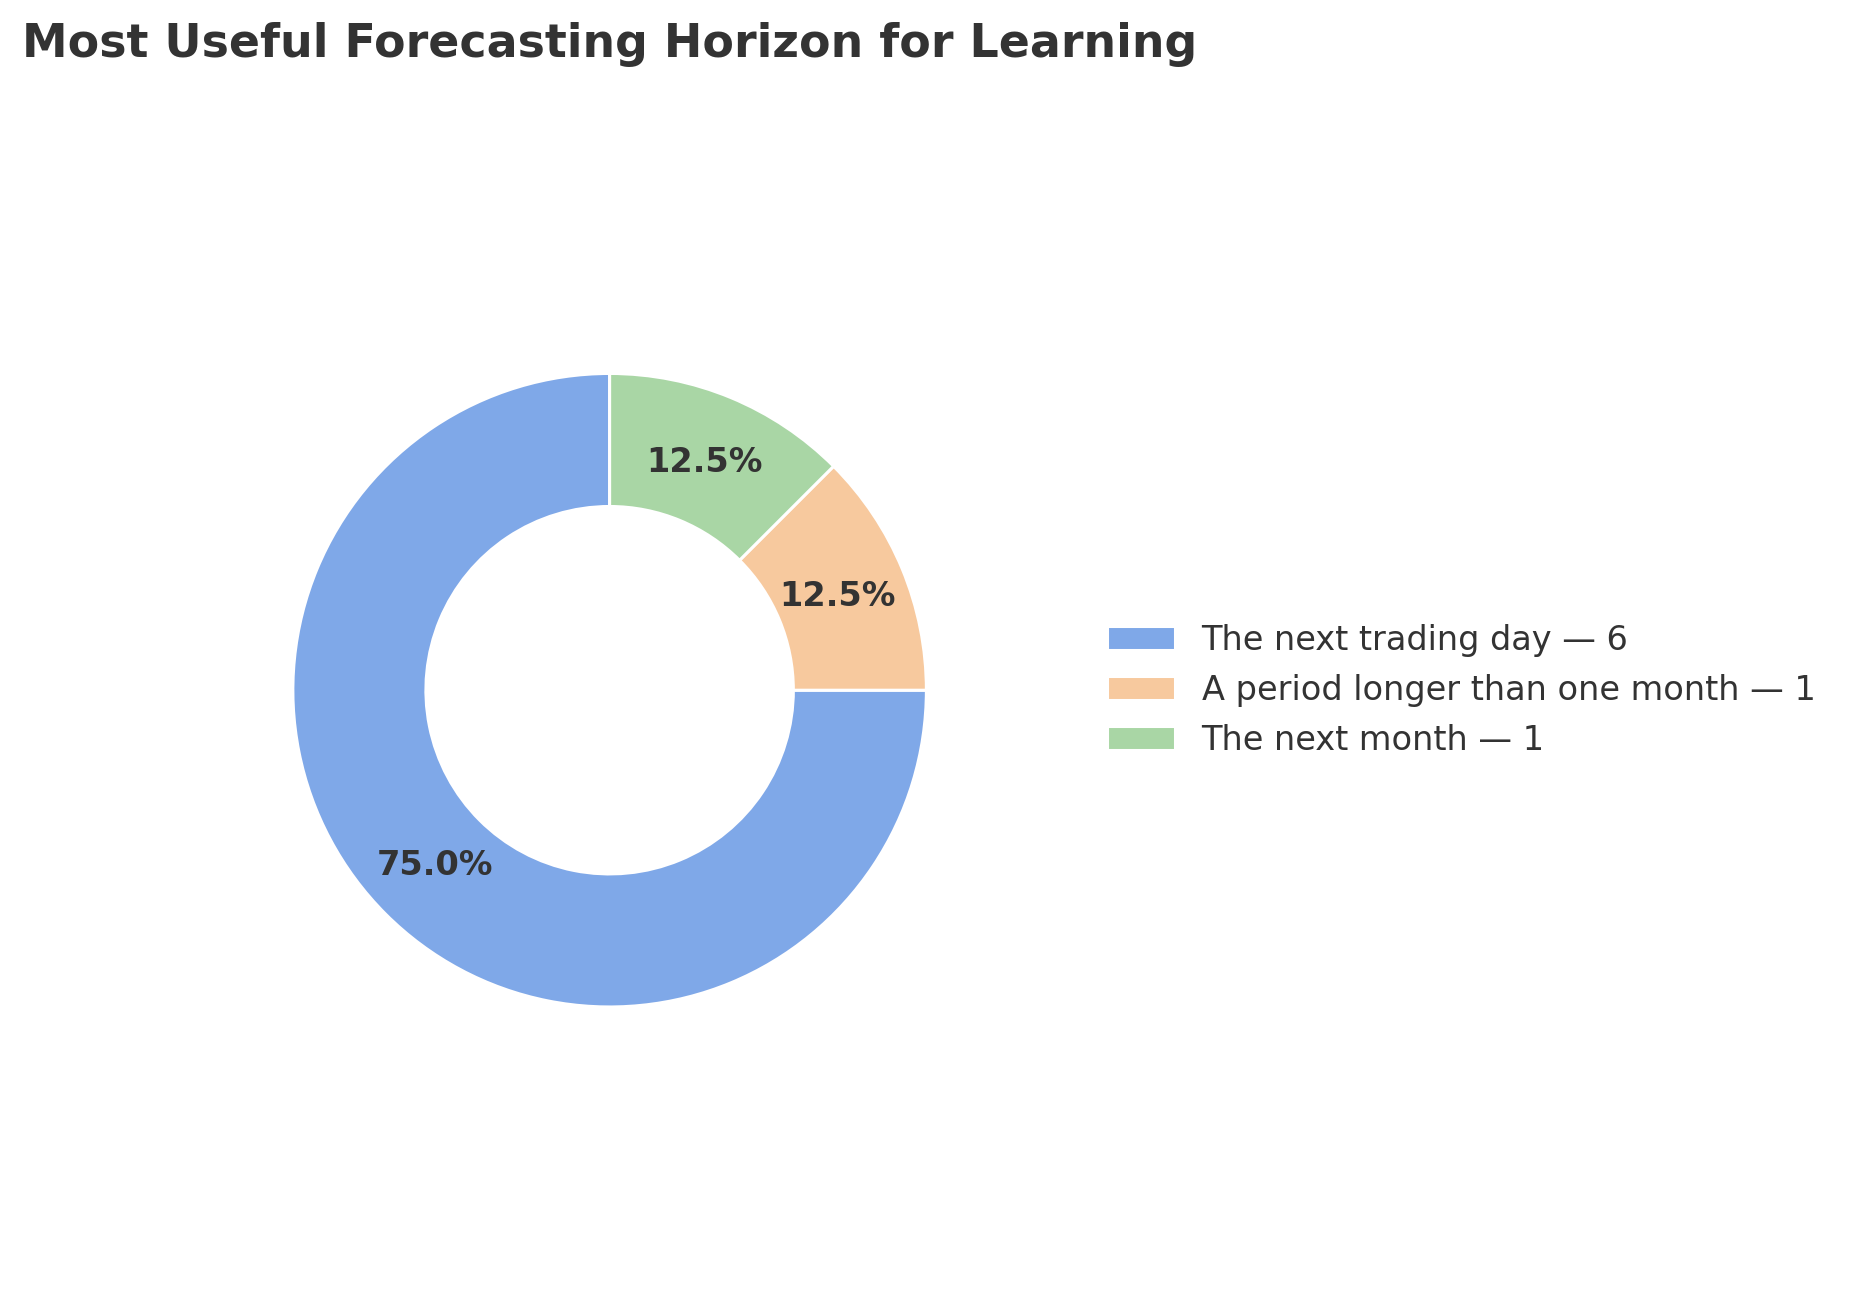 Most Useful Forecasting Horizon for Learning
12.5%
12.5%
75.0%
The next trading day — 6
A period longer than one month — 1
The next month — 1